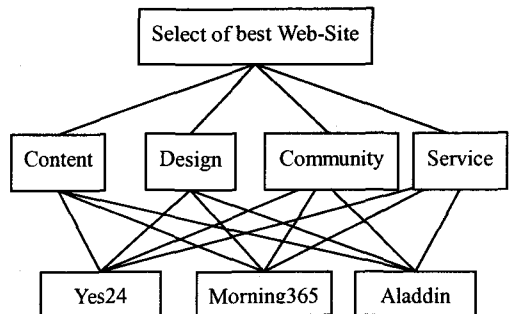 Select of best Web-Site
Content
Design
Community
Service
Yes24
Morning365
Aladdin